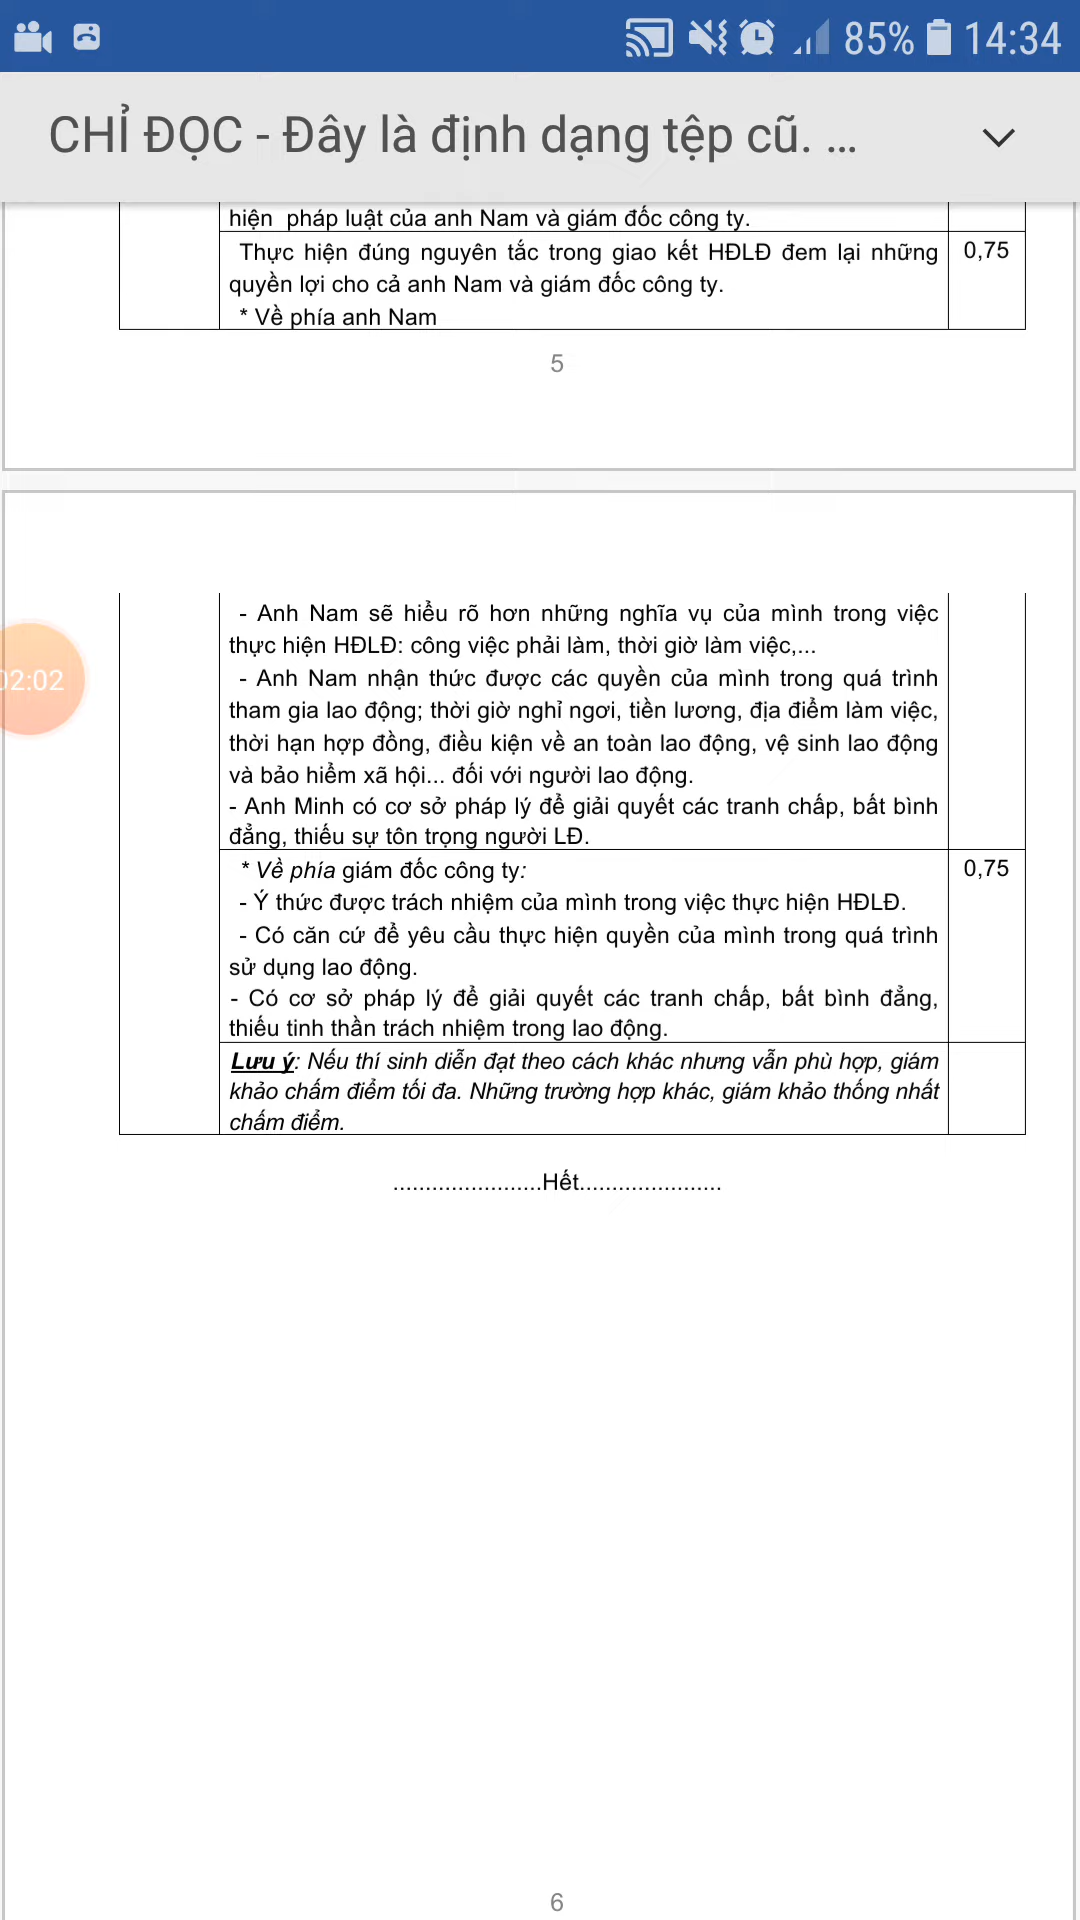 85% 14:34
CHỈ ĐỌC - Đây là định dạng tệp cũ. ...
hiện pháp luật của anh Nam và giám đốc công ty.
Thực hiện đúng nguyên tắc trong giao kết HĐLĐ đem lại những 0,75
quyền lợi cho cả anh Nam và giám đốc công ty.
* Về phía anh Nam
5
- Anh Nam sẽ hiểu rõ hơn những nghĩa vụ của mình trong việc
thực hiện HĐLĐ: công việc phải làm, thời giờ làm việc,...
02:02
- Anh Nam nhận thức được các quyền của mình trong quá trình
tham gia lao động; thời giờ nghỉ ngơi, tiền lương, địa điểm làm việc,
thời hạn hợp đồng, điều kiện về an toàn lao động, vệ sinh lao động
và bảo hiểm xã hội... đối với người lao động.
- Anh Minh có cơ sở pháp lý để giải quyết các tranh chấp, bất bình
đẳng, thiếu sự tôn trọng người LĐ.
* Về phía giám đốc công ty: 0,75
- Ý thức được trách nhiệm của mình trong việc thực hiện HĐLĐ.
- Có căn cứ để yêu cầu thực hiện quyền của mình trong quá trình
sử dụng lao động.
- Có cơ sở pháp lý để giải quyết các tranh chấp, bất bình đẳng,
thiếu tinh thần trách nhiệm trong lao động.
Lưu ý: Nếu thí sinh diễn đạt theo cách khác nhưng vẫn phù hợp, giám
khảo chấm điểm tối đa. Những trường hợp khác, giám khảo thống nhất
chấm điểm.
.......................Hết......................
6